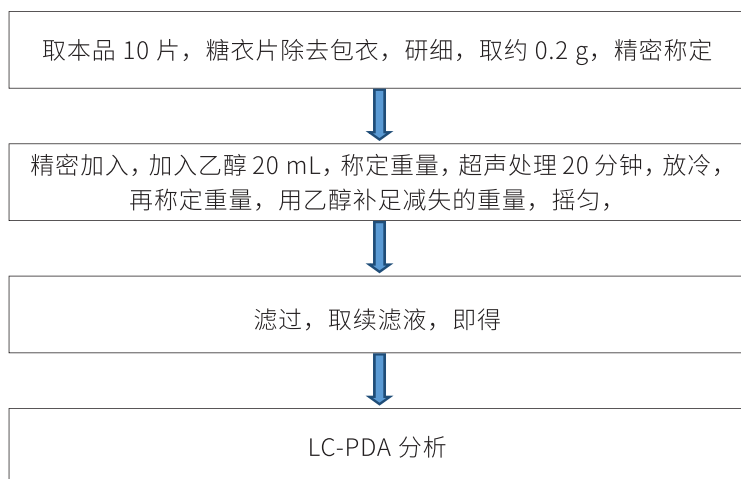 取本品 10 片，糖衣片除去包衣，研细，取约 0.2 g，精密称定
精密加入，加入乙醇 20 mL，称定重量，超声处理 20 分钟，放冷，
再称定重量，用乙醇补足减失的重量，摇匀，
滤过，取续滤液，即得
LC-PDA 分析